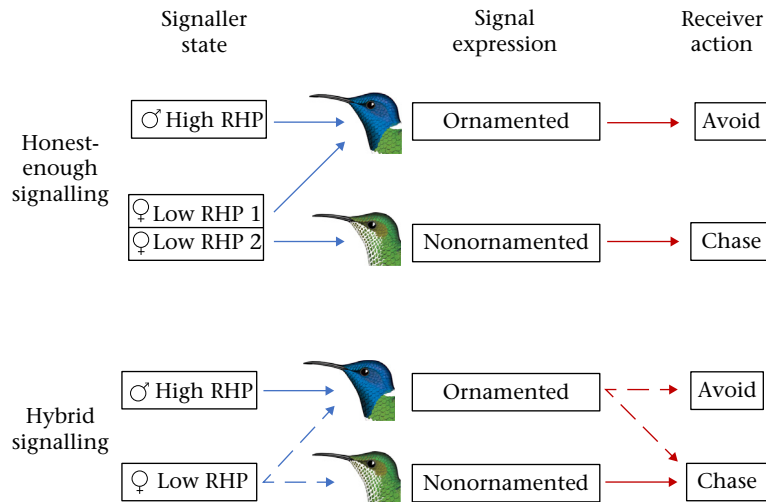 Signaller
state
Signal
expression
Receiver
action
Honest-
enough
signalling
♂ High RHP
Ornamented
Avoid
♀ Low RHP 1
♀ Low RHP 2
Nonornamented
Chase
Hybrid
signalling
♂ High RHP
Ornamented
Avoid
♀ Low RHP
Nonornamented
Chase